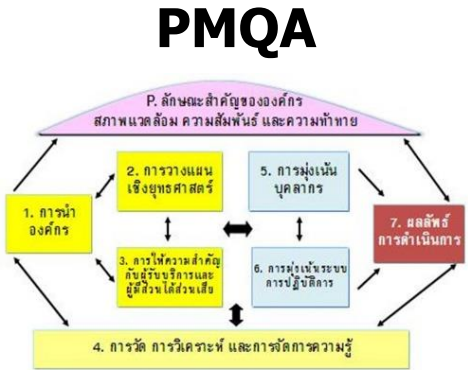 PMQA
P. ลักษณะสำคัญขององค์กร
สภาพแวดล้อม ความสัมพันธ์ และความท้าทาย
1. การนำ
องค์กร
2. การวางแผน
เชิงยุทธศาสตร์
3. การให้ความสำคัญ
กับผู้รับบริการและ
ผู้มีส่วนได้ส่วนเสีย
5. การมุ่งเน้น
บุคลากร
6. การมุ่งเน้นระบบ
การปฏิบัติการ
7. ผลลัพธ์
การดำเนินการ
4. การวัด การวิเคราะห์ และการจัดการความรู้